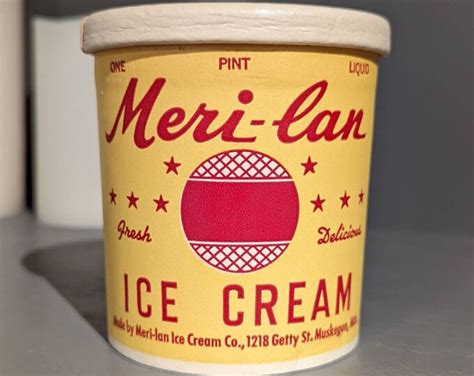 ONE PINT LIQUID
Meri-lan
Fresh Delicious
ICE CREAM
Made by Meri-lan Ice Cream Co., 1218 Getty St. Muskegon,